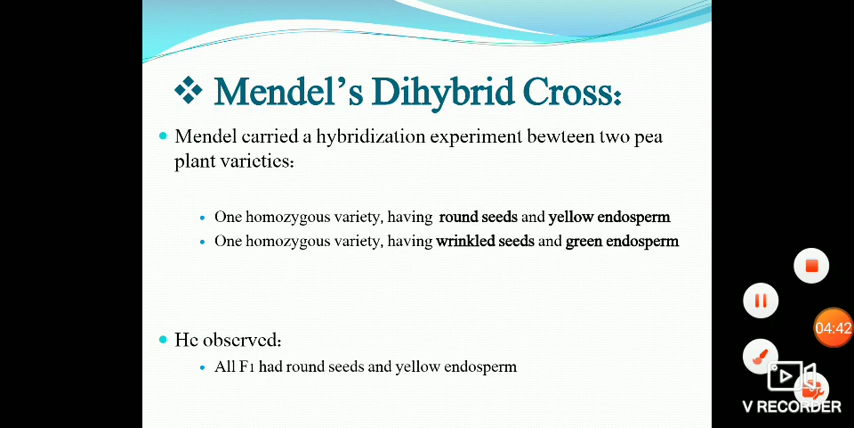 ❖ Mendel's Dihybrid Cross:
• Mendel carried a hybridization experiment bewteen two pea
plant varieties:
• One homozygous variety, having round seeds and yellow endosperm
• One homozygous variety, having wrinkled seeds and green endosperm
• He observed:
• All F1 had round seeds and yellow endosperm
04:42
V RECORDER